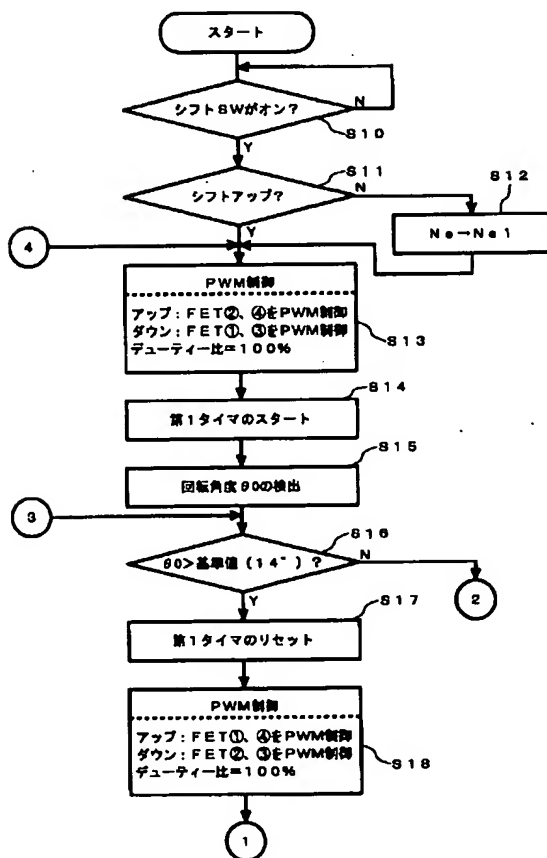 スタート
シフトSWがオン?
N
S10
Y
シフトアップ?
N
S11
S12
Ne→Ne1
Y
④
PWM制御
アップ:FET②、④をPWM制御
ダウン:FET①、③をPWM制御
デューティー比=100%
S13
S14
第1タイマのスタート
S15
回転角度θ0の検出
③
S16
θ0>基準値(14°)?
N
②
Y
S17
第1タイマのリセット
PWM制御
アップ:FET①、④をPWM制御
ダウン:FET②、③をPWM制御
デューティー比=100%
S18
①